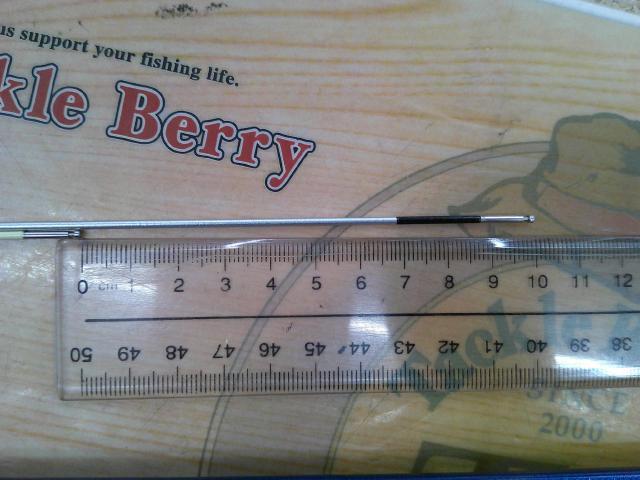 us support your fishing life.
kle Berry
0 cm 1 2 3 4 5 6 7 8 9 10 11 12
50 49 48 47 46 45 44 43 42 41 40 39 38
Tackle
SINCE
2000